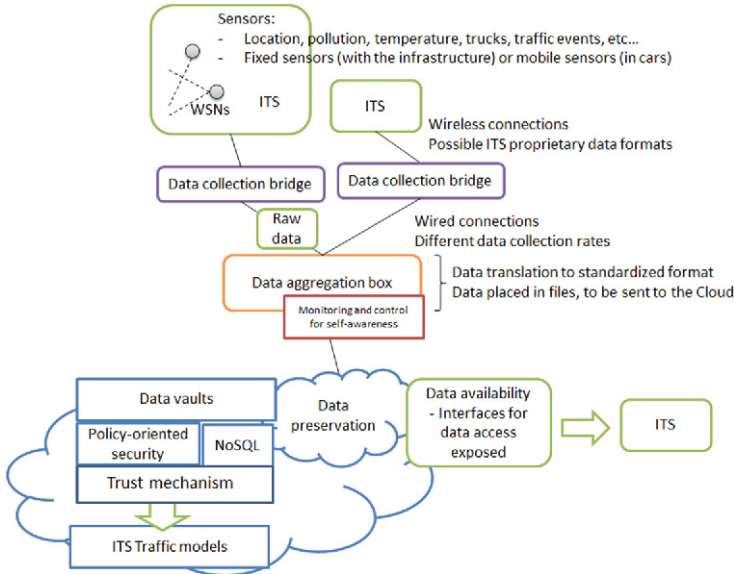 Sensors:
- Location, pollution, temperature, trucks, traffic events, etc...
- Fixed sensors (with the infrastructure) or mobile sensors (in cars)
WSNs
ITS
ITS
Wireless connections
Possible ITS proprietary data formats
Data collection bridge
Data collection bridge
Raw
data
Wired connections
Different data collection rates
Data aggregation box
Data translation to standardized format
Data placed in files, to be sent to the Cloud
Monitoring and control
for self-awareness
Data vaults
Policy-oriented
security
NoSQL
Trust mechanism
ITS Traffic models
Data
preservation
Data availability
- Interfaces for
data access
exposed
ITS